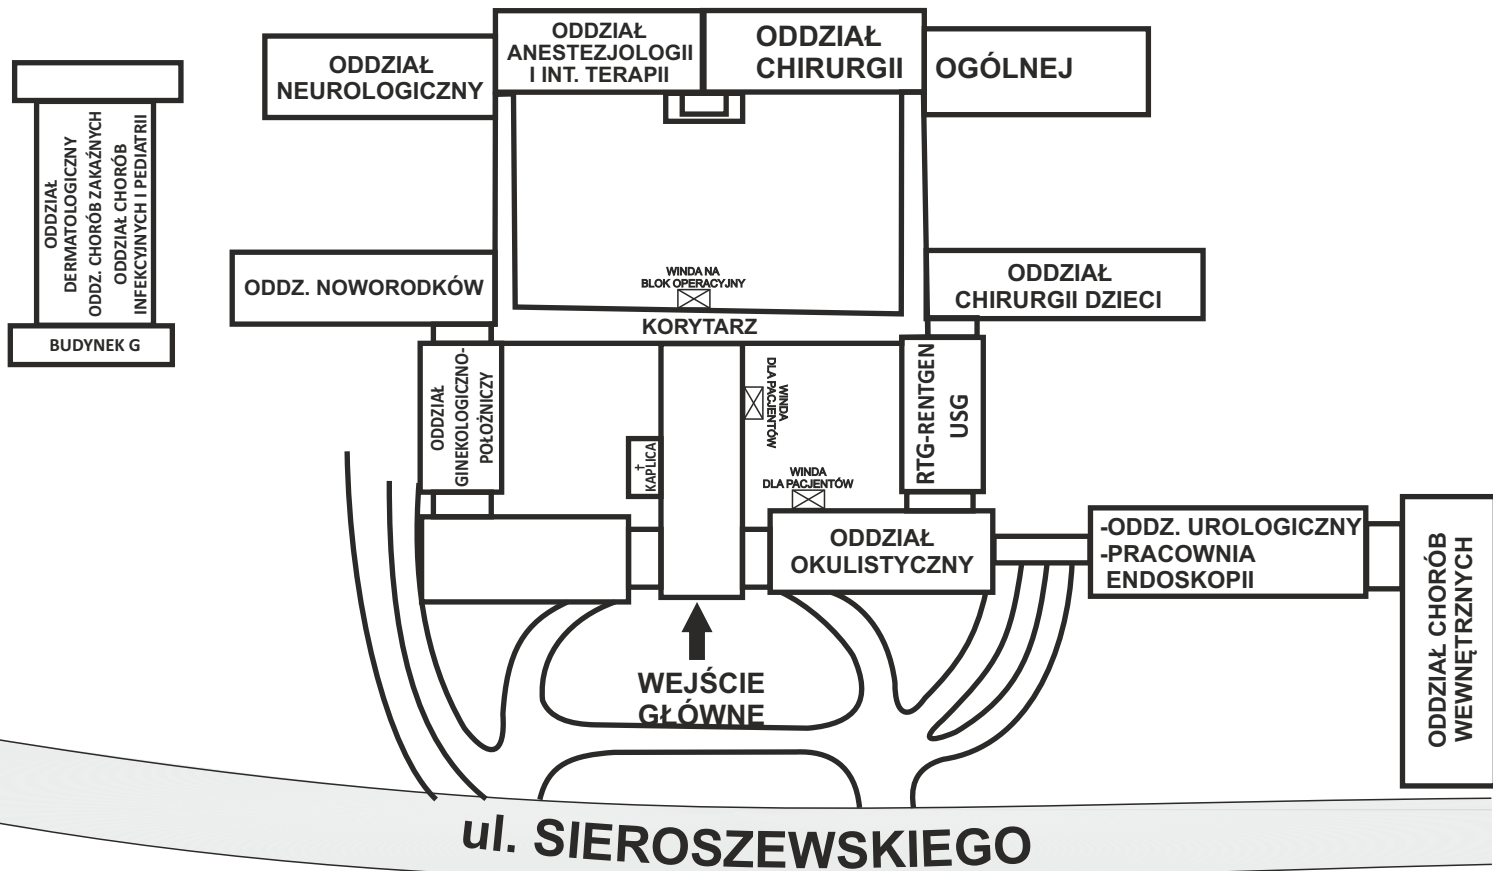 ODDZIAŁ
NEUROLOGICZNY
ODDZIAŁ
ANESTEZJOLOGII
I INT. TERAPII
ODDZIAŁ
CHIRURGII
OGÓLNEJ
ODDZIAŁ
DERMATOLOGICZNY
ODDZ. CHORÓB ZAKAŹNYCH
ODDZIAŁ CHORÓB
INFEKCYJNYCH I PEDIATRII
BUDYNEK G
ODDZ. NOWORODKÓW
WINDA NA
BLOK OPERACYJNY
ODDZIAŁ
CHIRURGII DZIECI
KORYTARZ
ODDZIAŁ
GINEKOLOGICZNO-
POŁOŻNICZY
WINDA
DLA PACJENTÓW
RTG-RENTGEN
USG
KAPLICA
WINDA
DLA PACJENTÓW
ODDZIAŁ
OKULISTYCZNY
-ODDZ. UROLOGICZNY
-PRACOWNIA
ENDOSKOPII
ODDZIAŁ CHORÓB
WEWNĘTRZNYCH
WEJŚCIE
GŁÓWNE
ul. SIEROSZEWSKIEGO